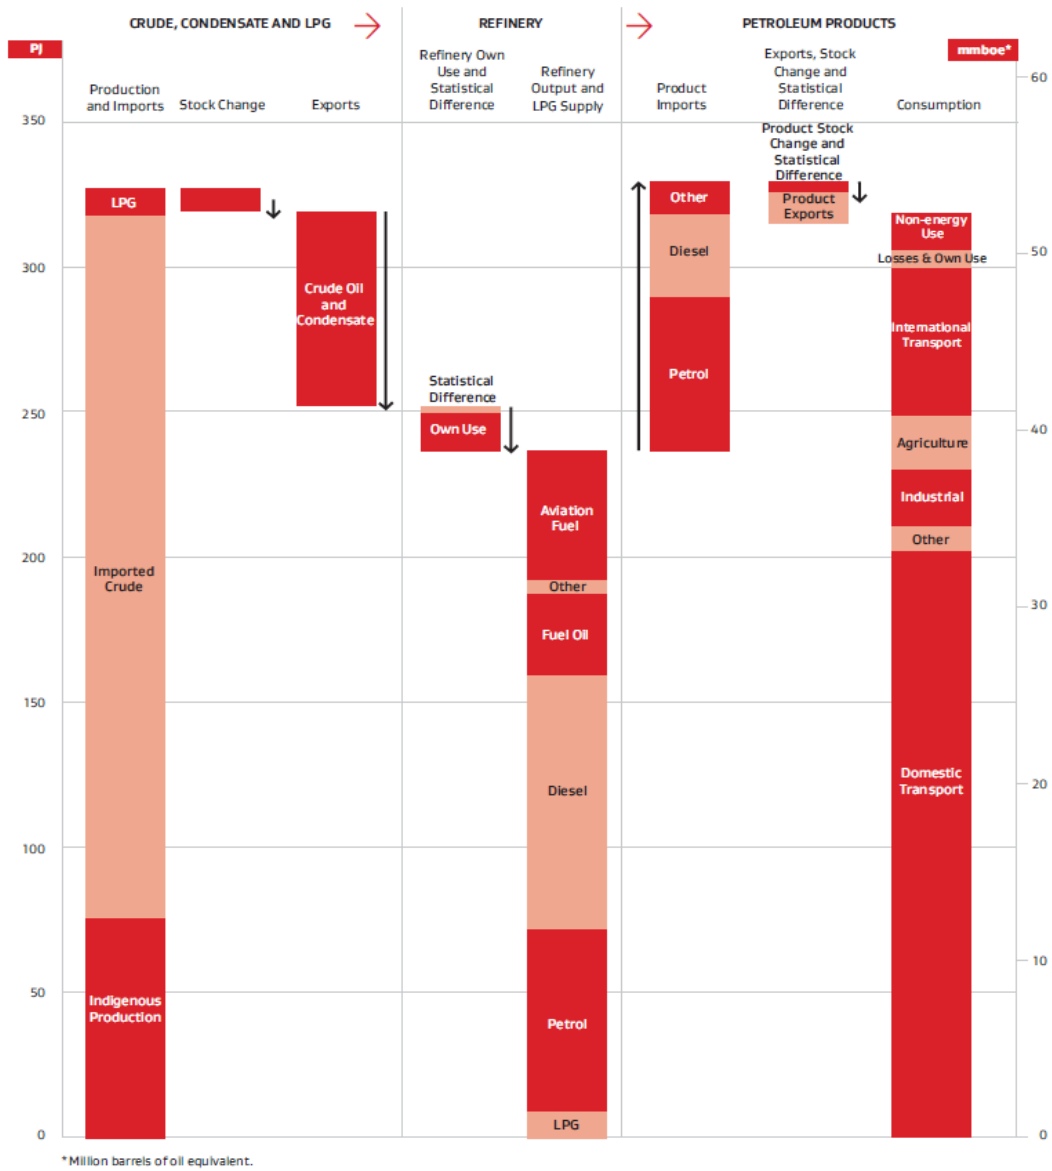 CRUDE, CONDENSATE AND LPG
REFINERY
PETROLEUM PRODUCTS
PJ
mmboe*
Production
and Imports
Stock Change
Exports
Refinery Own
Use and
Statistical
Difference
Refinery
Output and
LPG Supply
Product
Imports
Exports, Stock
Change and
Statistical
Difference
Consumption
350
300
250
200
150
100
50
0
LPG
Imported
Crude
Indigenous
Production
Crude Oil
and
Condensate
Statistical
Difference
Own Use
Aviation
Fuel
Other
Fuel Oil
Diesel
Petrol
LPG
Other
Diesel
Petrol
Product Stock
Change and
Statistical
Difference
Product
Exports
Non-energy
Use
Losses & Own Use
International
Transport
Agriculture
Industrial
Other
Domestic
Transport
60
50
40
30
20
10
0
*Million barrels of oil equivalent.